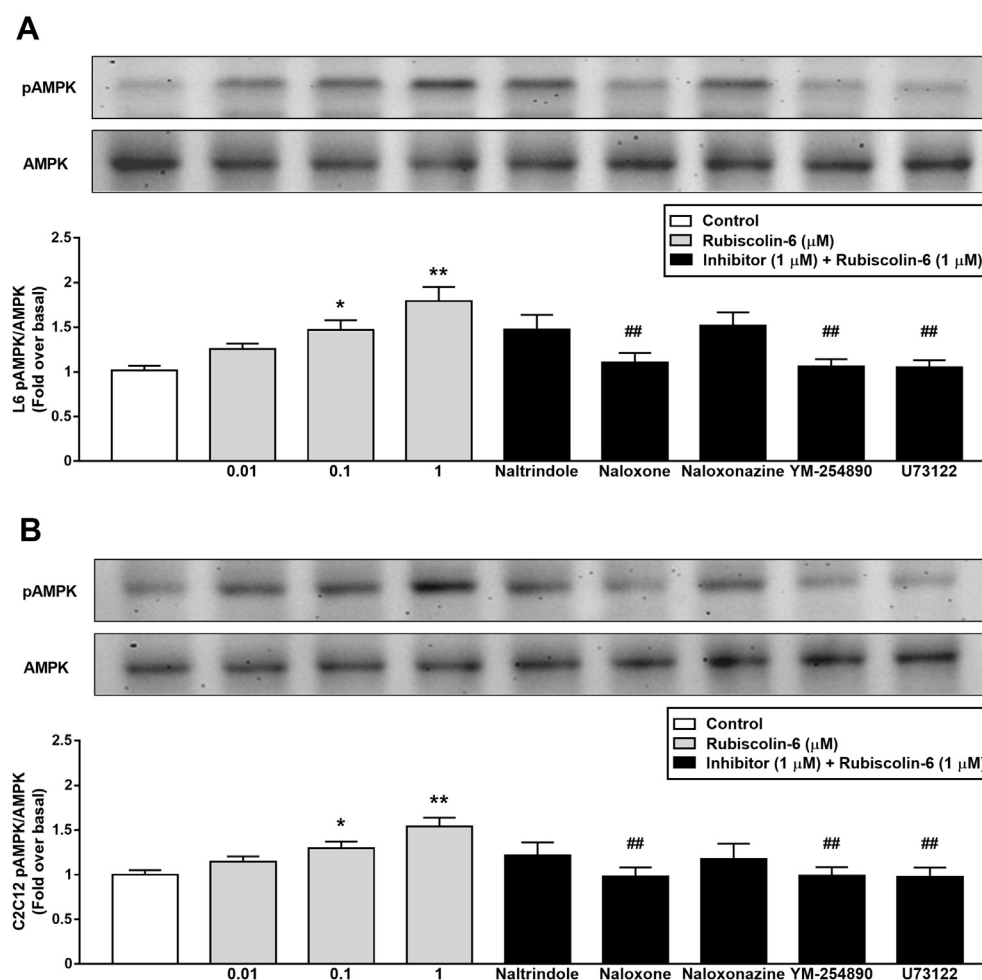 A
pAMPK
AMPK
Control
Rubiscolin-6 (μM)
Inhibitor (1 μM) + Rubiscolin-6 (1 μM)
L6 pAMPK/AMPK
(Fold over basal)
2.5
2
1.5
1
0.5
0
*
**
##
##
##
0.01 0.1 1 Naltrindole Naloxone Naloxonazine YM-254890 U73122
B
pAMPK
AMPK
Control
Rubiscolin-6 (μM)
Inhibitor (1 μM) + Rubiscolin-6 (1 μM)
C2C12 pAMPK/AMPK
(Fold over basal)
2.5
2
1.5
1
0.5
0
*
**
##
##
##
0.01 0.1 1 Naltrindole Naloxone Naloxonazine YM-254890 U73122